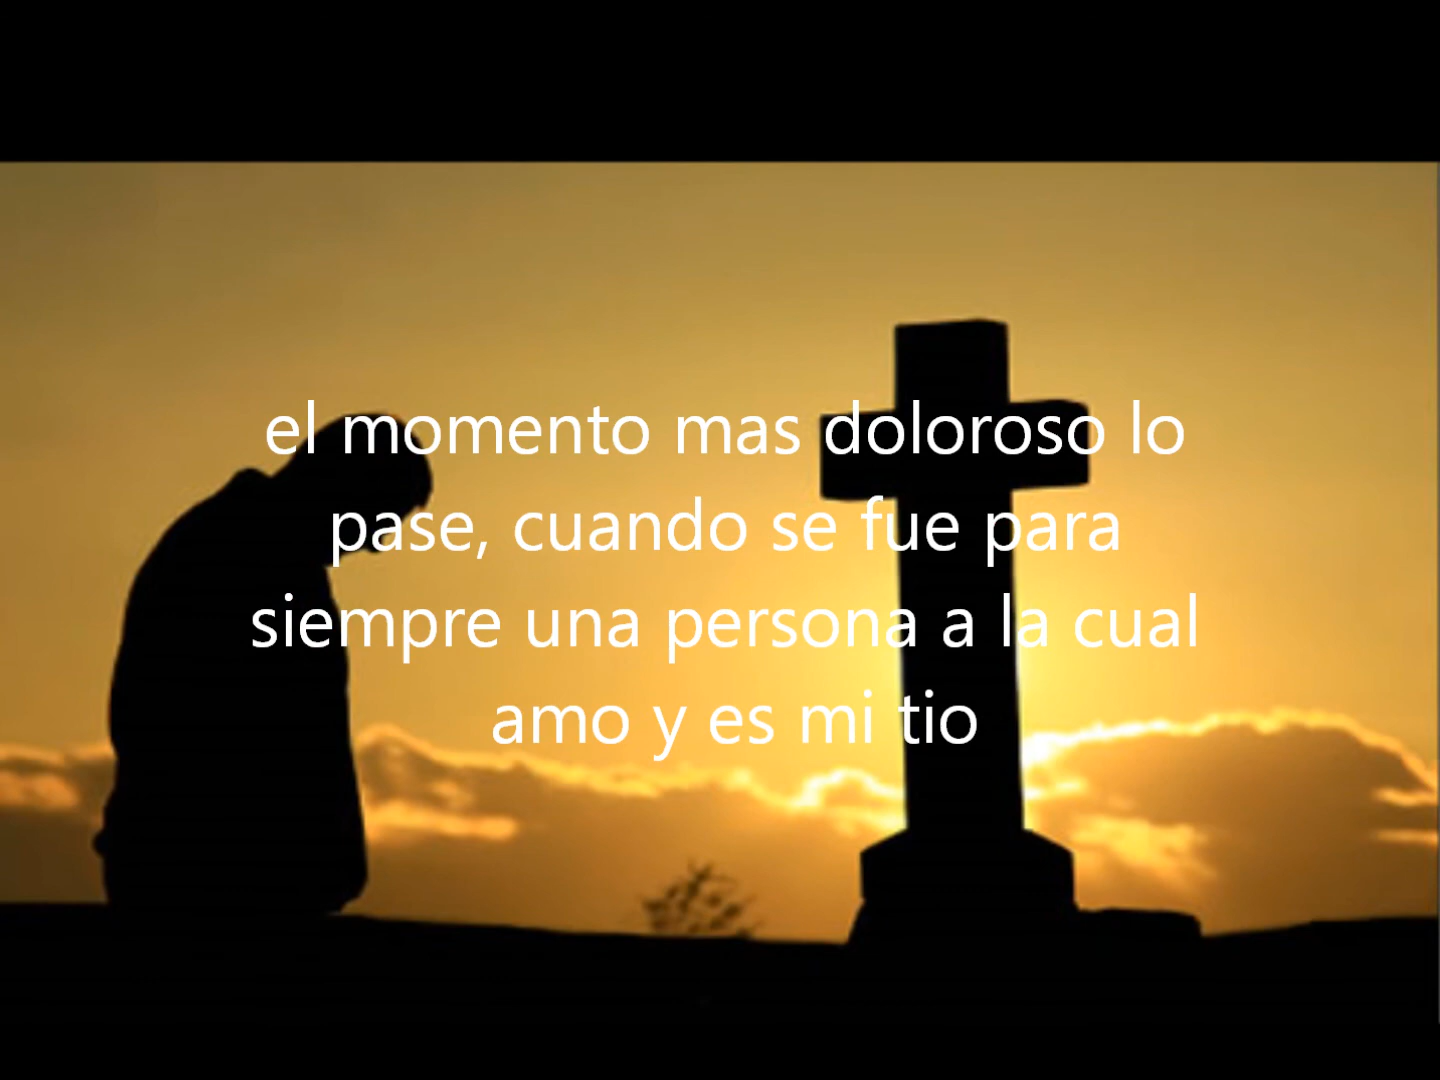 el momento mas doloroso lo
pase, cuando se fue para
siempre una persona a la cual
amo y es mi tio